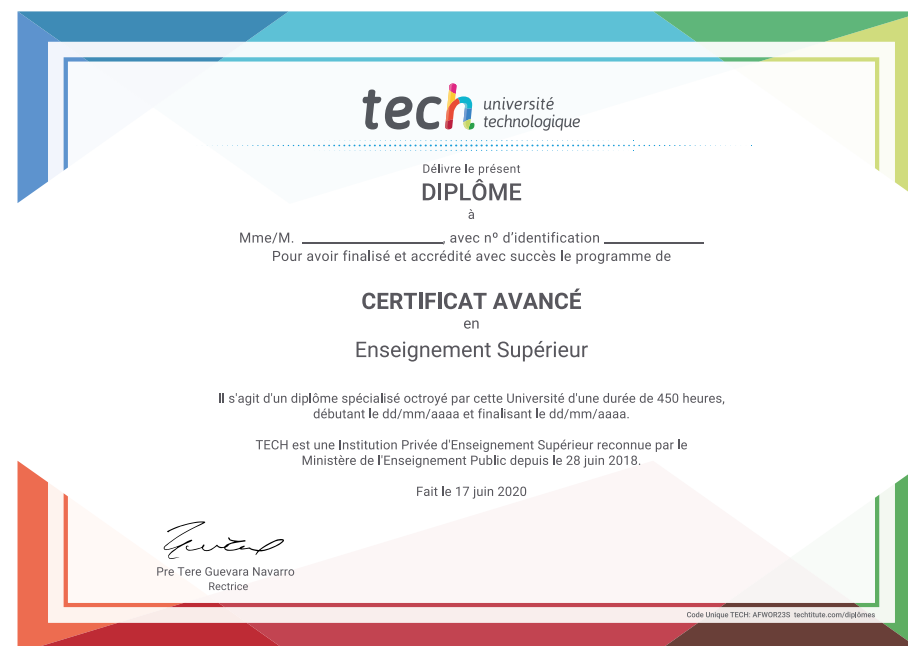 tech université
technologique
Délivre le présent
DIPLÔME
à
Mme/M. ____________________, avec nº d'identification ______________
Pour avoir finalisé et accrédité avec succès le programme de
CERTIFICAT AVANCÉ
en
Enseignement Supérieur
Il s'agit d'un diplôme spécialisé octroyé par cette Université d'une durée de 450 heures,
débutant le dd/mm/aaaa et finalisant le dd/mm/aaaa.
TECH est une Institution Privée d'Enseignement Supérieur reconnue par le
Ministère de l'Enseignement Public depuis le 28 juin 2018.
Fait le 17 juin 2020
Pre Tere Guevara Navarro
Rectrice
Code Unique TECH: AFWOR23S techtitute.com/diplômes